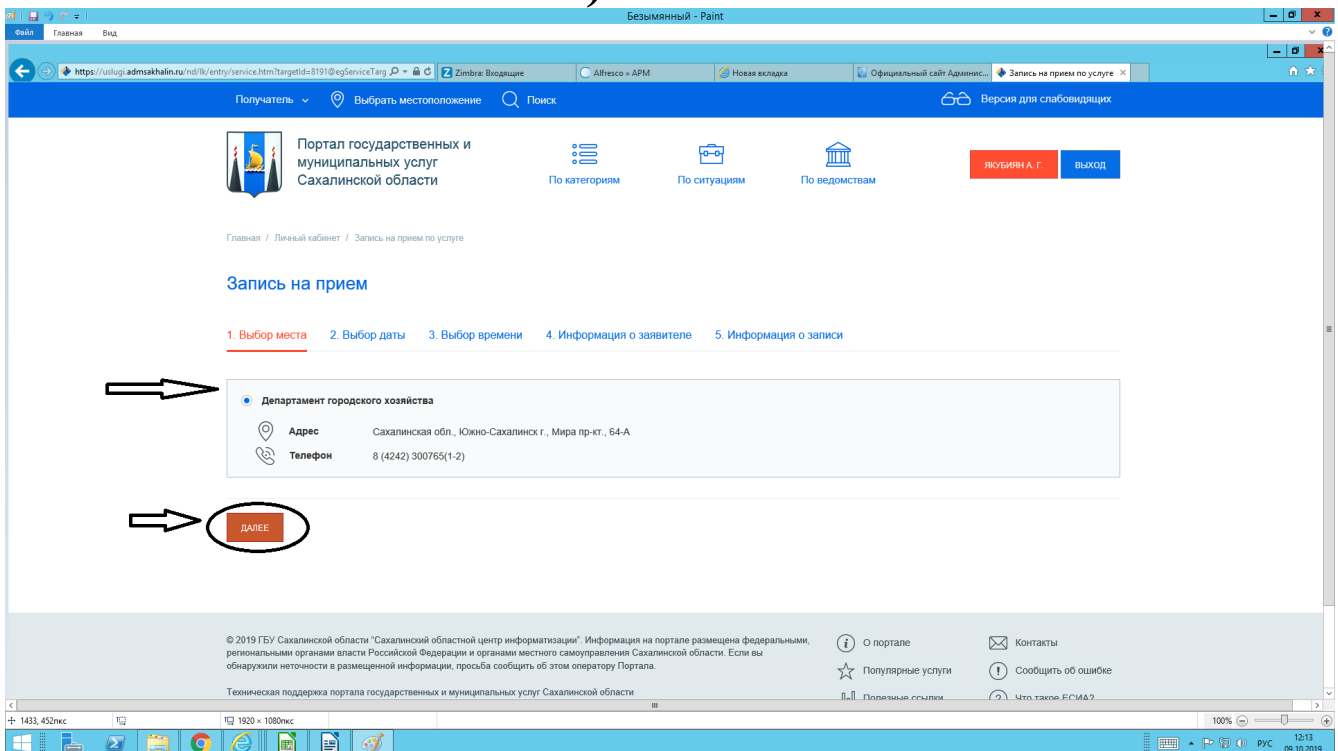 Безымянный - Paint
Файл Главная Вид
https://uslugi.admsakhalin.ru/nd/lk/entry/service.htm?targetId=8191@egServiceTarg
Zimbra: Входящие
Alfresco » АРМ
Новая вкладка
Официальный сайт Админис...
Запись на прием по услуге
Получатель
Выбрать местоположение
Поиск
Версия для слабовидящих
Портал государственных и
муниципальных услуг
Сахалинской области
По категориям
По ситуациям
По ведомствам
ЯКУБИЯН А. Г.
ВЫХОД
Главная / Личный кабинет / Запись на прием по услуге
Запись на прием
1. Выбор места 2. Выбор даты 3. Выбор времени 4. Информация о заявителе 5. Информация о записи
Департамент городского хозяйства
Адрес Сахалинская обл., Южно-Сахалинск г., Мира пр-кт., 64-А
Телефон 8 (4242) 300765(1-2)
ДАЛЕЕ
© 2019 ГБУ Сахалинской области "Сахалинский областной центр информатизации". Информация на портале размещена федеральными,
региональными органами власти Российской Федерации и органами местного самоуправления Сахалинской области. Если вы
обнаружили неточности в размещенной информации, просьба сообщить об этом оператору Портала.
Техническая поддержка портала государственных и муниципальных услуг Сахалинской области
О портале
Контакты
Популярные услуги
Сообщить об ошибке
Полезные ссылки
Что такое ЕСИА?
1433, 452пкс
1920 × 1080пкс
100%
РУС
12:13
09.10.2019